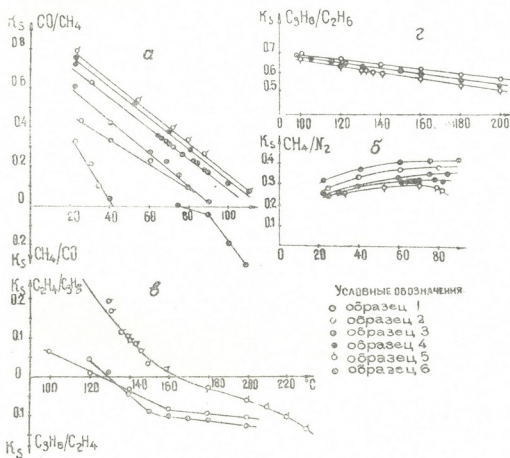 Ks CO/CH4
0.8
0.6
0.4
0.2
0
0.2
20 40 60 80 100
а
Ks CH4/CO
Ks C3H8/C2H6
0.7
0.6
0.5
100 120 140 160 180 200
г
Ks CH4/N2
0.4
0.3
0.2
0.1
0
20 40 60 80
б
Ks C2H4/C3H8
0.2
0.1
0
0.1
100 120 140 160 180 200 220 °C
в
Ks C3H8/C2H4
Условные обозначения
образец 1
образец 2
образец 3
образец 4
образец 5
образец 6